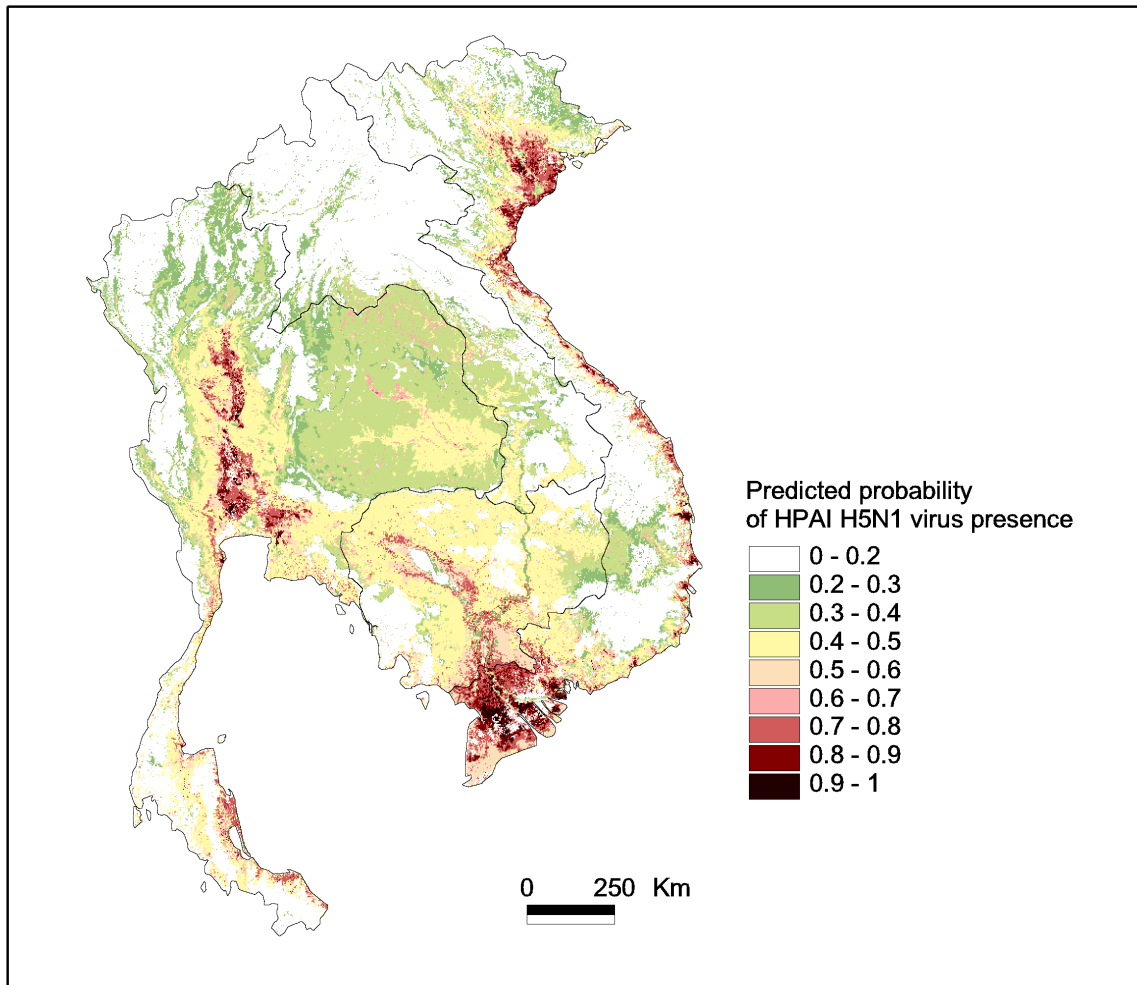 Predicted probability
of HPAI H5N1 virus presence
0 - 0.2
0.2 - 0.3
0.3 - 0.4
0.4 - 0.5
0.5 - 0.6
0.6 - 0.7
0.7 - 0.8
0.8 - 0.9
0.9 - 1
0 250 Km